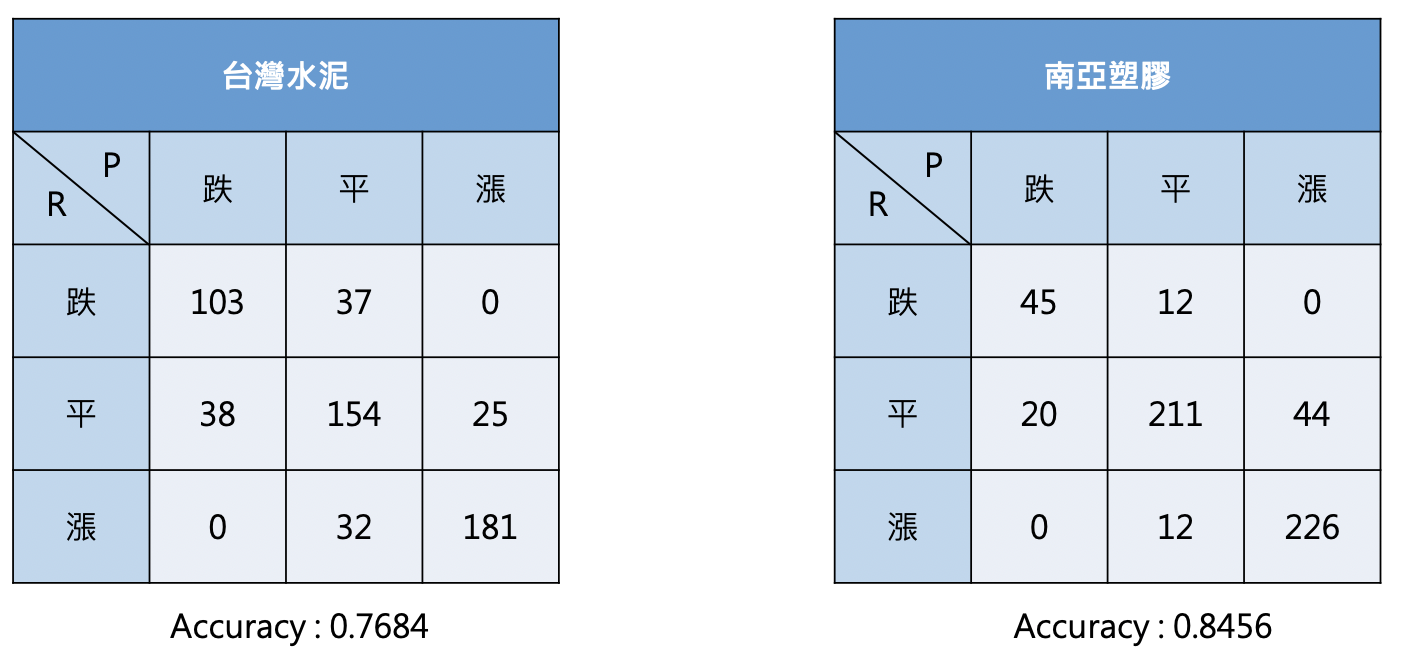 台灣水泥
P
R
跌 平 漲
跌 103 37 0
平 38 154 25
漲 0 32 181
Accuracy : 0.7684
南亞塑膠
P
R
跌 平 漲
跌 45 12 0
平 20 211 44
漲 0 12 226
Accuracy : 0.8456